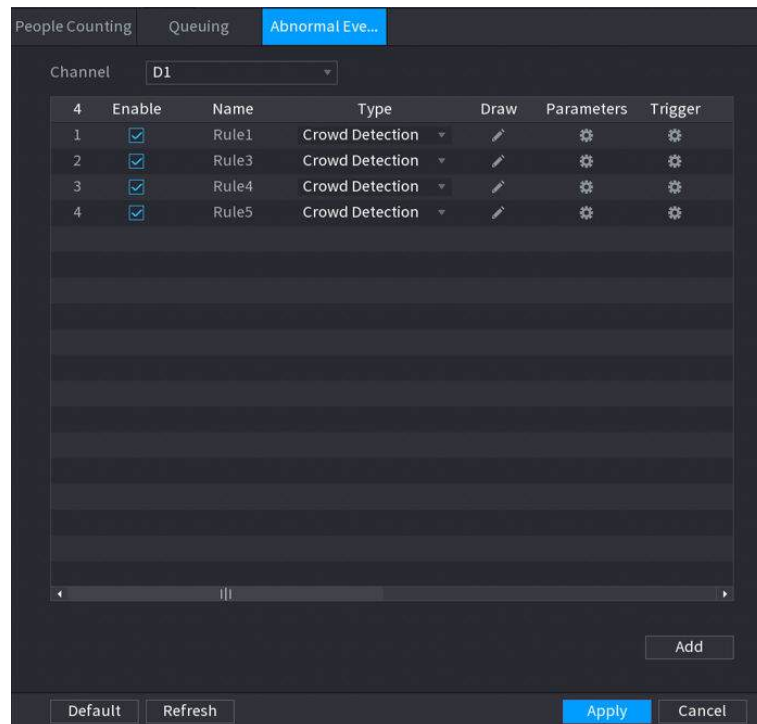 People Counting Queuing Abnormal Eve...
Channel D1
4 Enable Name Type Draw Parameters Trigger
1 Rule1 Crowd Detection
2 Rule3 Crowd Detection
3 Rule4 Crowd Detection
4 Rule5 Crowd Detection
Add
Default Refresh Apply Cancel